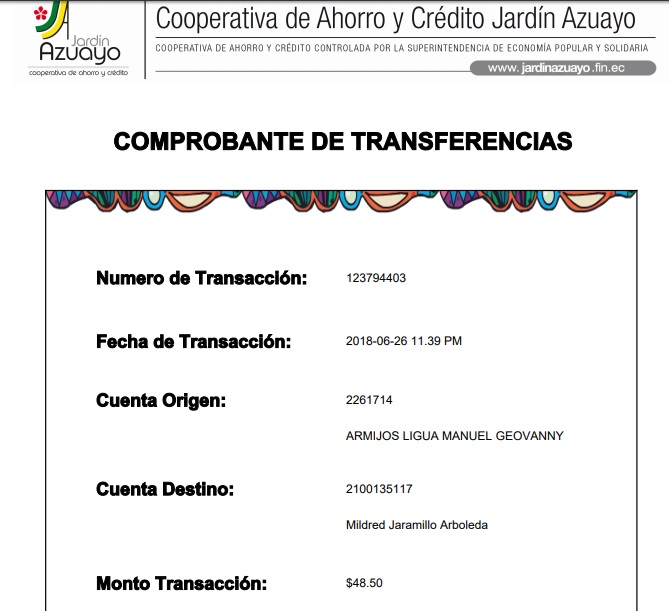 Jardín
Azuayo
cooperativa de ahorro y crédito
Cooperativa de Ahorro y Crédito Jardín Azuayo
COOPERATIVA DE AHORRO Y CRÉDITO CONTROLADA POR LA SUPERINTENDENCIA DE ECONOMÍA POPULAR Y SOLIDARIA
www. jardinazuayo .fin.ec
COMPROBANTE DE TRANSFERENCIAS
Numero de Transacción: 123794403
Fecha de Transacción: 2018-06-26 11.39 PM
Cuenta Origen: 2261714
ARMIJOS LIGUA MANUEL GEOVANNY
Cuenta Destino: 2100135117
Mildred Jaramillo Arboleda
Monto Transacción: $48.50